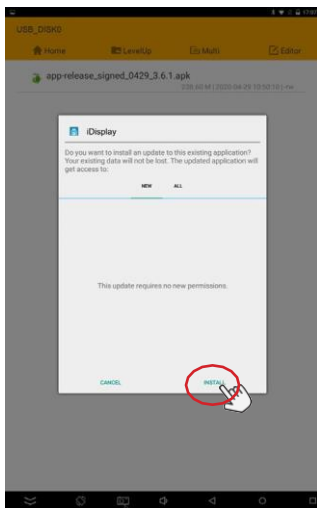 USB_DISK0
Home LevelUp Multi Editor
app-release_signed_0429_3.6.1.apk
iDisplay
Do you want to install an update to this existing application?
Your existing data will not be lost. The updated application will
get access to:
NEW ALL
This update requires no new permissions.
CANCEL INSTALL